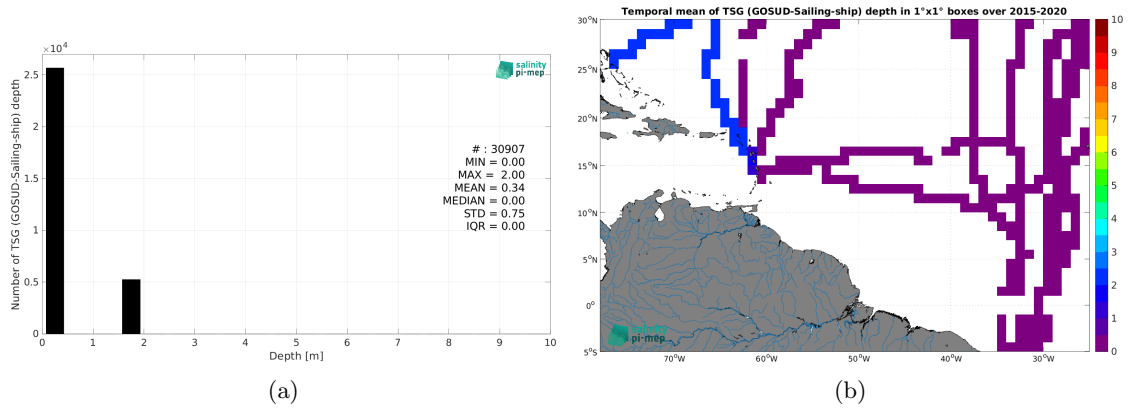 ×10⁴
2.5
2
1.5
1
0.5
0
0 1 2 3 4 5 6 7 8 9 10
Number of TSG (GOSUD-Sailing-ship) depth
Depth [m]
salinity
pi-mep
# : 30907
MIN = 0.00
MAX = 2.00
MEAN = 0.34
MEDIAN = 0.00
STD = 0.75
IQR = 0.00
(a)
Temporal mean of TSG (GOSUD-Sailing-ship) depth in 1°x1° boxes over 2015-2020
30°N
25°N
20°N
15°N
10°N
5°N
0°
5°S
70°W 60°W 50°W 40°W 30°W
salinity
pi-mep
10
9
8
7
6
5
4
3
2
1
0
(b)